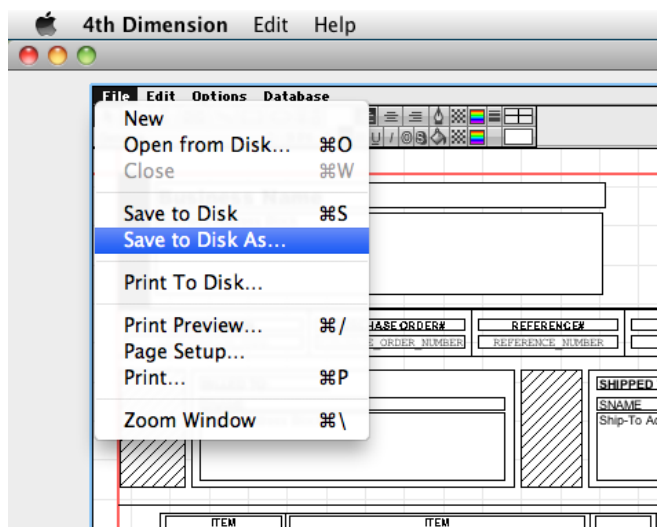 4th Dimension Edit Help
File Edit Options Database
New
Open from Disk... ⌘O
Close ⌘W
Save to Disk ⌘S
Save to Disk As...
Print To Disk...
Print Preview... ⌘/
Page Setup...
Print... ⌘P
Zoom Window ⌘\
HASE ORDER# REFERENCE#
E_ORDER_NUMBER REFERENCE_NUMBER
SHIPPED
SNAME
Ship-To Ad
ITEM ITEM